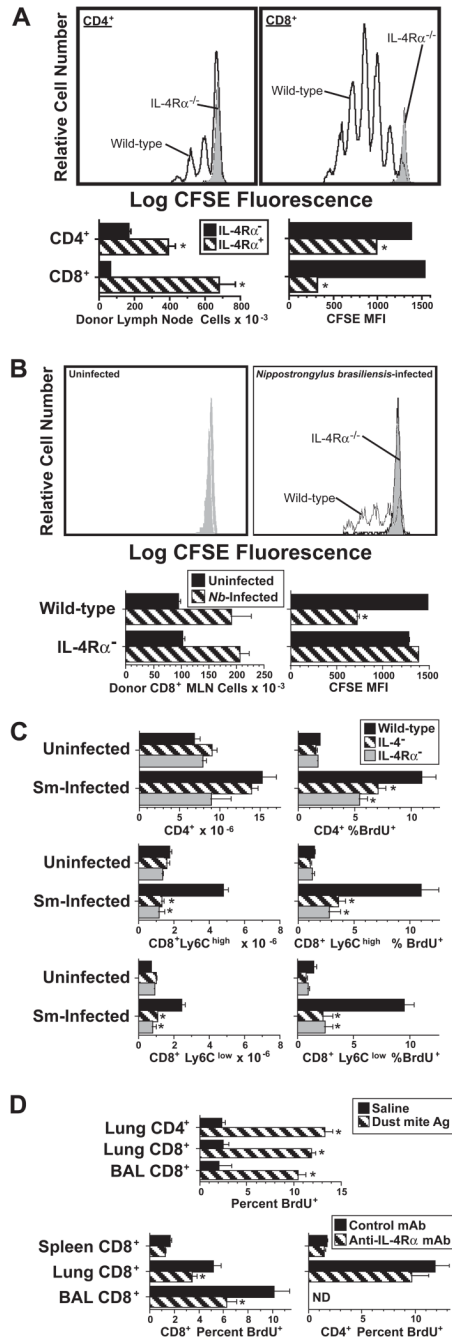 A
CD4⁺
CD8⁺
IL-4Rα⁻/⁻
IL-4Rα⁻/⁻
Wild-type
Wild-type
Relative Cell Number
Log CFSE Fluorescence
IL-4Rα⁻
IL-4Rα⁺
CD4⁺
*
*
CD8⁺
*
*
0 200 400 600 800
0 500 1000 1500
Donor Lymph Node Cells x 10⁻³
CFSE MFI
B
Uninfected
Nippostrongylus brasiliensis-infected
Relative Cell Number
IL-4Rα⁻/⁻
Wild-type
Log CFSE Fluorescence
Uninfected
Nb-Infected
Wild-type
*
IL-4Rα⁻
0 50 100 150 200 250
0 500 1000 1500
Donor CD8⁺ MLN Cells x 10⁻³
CFSE MFI
C
Wild-type
IL-4⁻
IL-4Rα⁻
Uninfected
Sm-Infected
*
*
0 5 10 15
0 5 10
CD4⁺ x 10⁻⁶
CD4⁺ %BrdU⁺
Uninfected
Sm-Infected
*
*
*
*
0 2 4 6 8
0 5 10
CD8⁺Ly6C high x 10⁻⁶
CD8⁺ Ly6C high % BrdU⁺
Uninfected
Sm-Infected
*
*
*
*
0 2 4 6 8
0 5 10
CD8⁺ Ly6C low x 10⁻⁶
CD8⁺ Ly6C low %BrdU⁺
D
Saline
Dust mite Ag
Lung CD4⁺
*
Lung CD8⁺
*
BAL CD8⁺
*
0 5 10 15
Percent BrdU⁺
Control mAb
Anti-IL-4Rα mAb
Spleen CD8⁺
Lung CD8⁺
*
BAL CD8⁺
*
ND
0 5 10
0 5 10
CD8⁺ Percent BrdU⁺
CD4⁺ Percent BrdU⁺